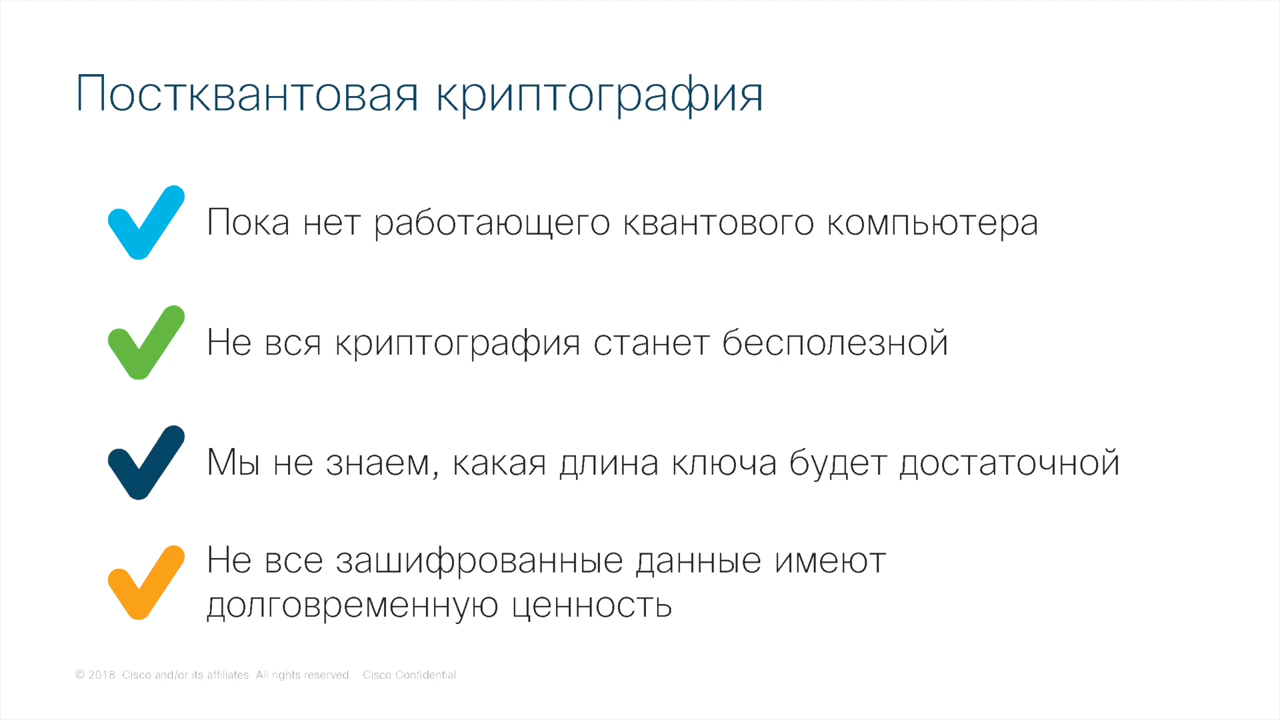 Постквантовая криптография
Пока нет работающего квантового компьютера
Не вся криптография станет бесполезной
Мы не знаем, какая длина ключа будет достаточной
Не все зашифрованные данные имеют
долговременную ценность
© 2018 Cisco and/or its affiliates. All rights reserved. Cisco Confidential